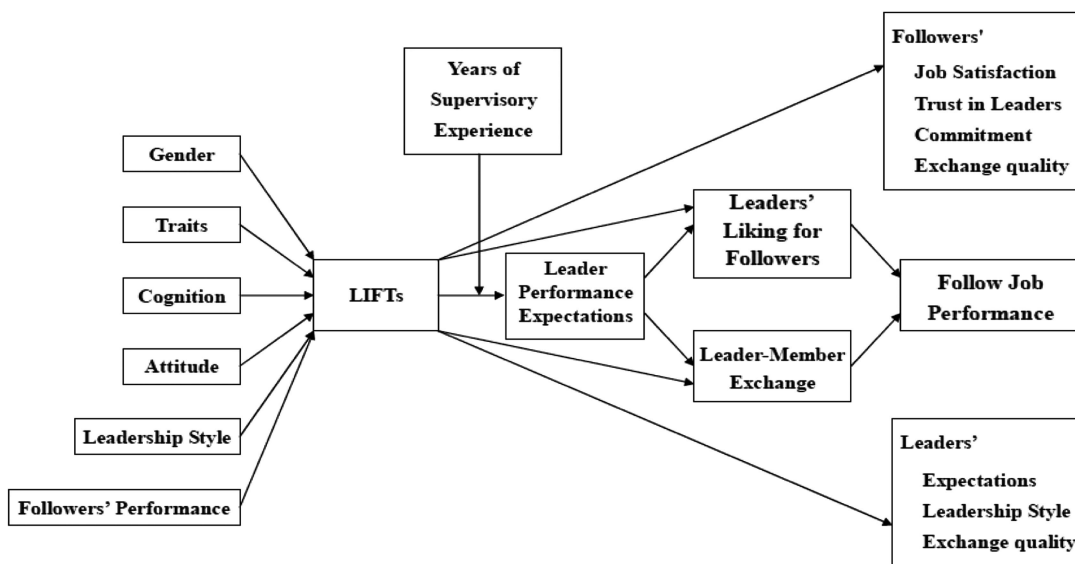 Gender
Traits
Cognition
Attitude
Leadership Style
Followers’ Performance
LIFTs
Years of
Supervisory
Experience
Leader
Performance
Expectations
Leaders’
Liking for
Followers
Leader-Member
Exchange
Followers'
Job Satisfaction
Trust in Leaders
Commitment
Exchange quality
Follow Job
Performance
Leaders’
Expectations
Leadership Style
Exchange quality